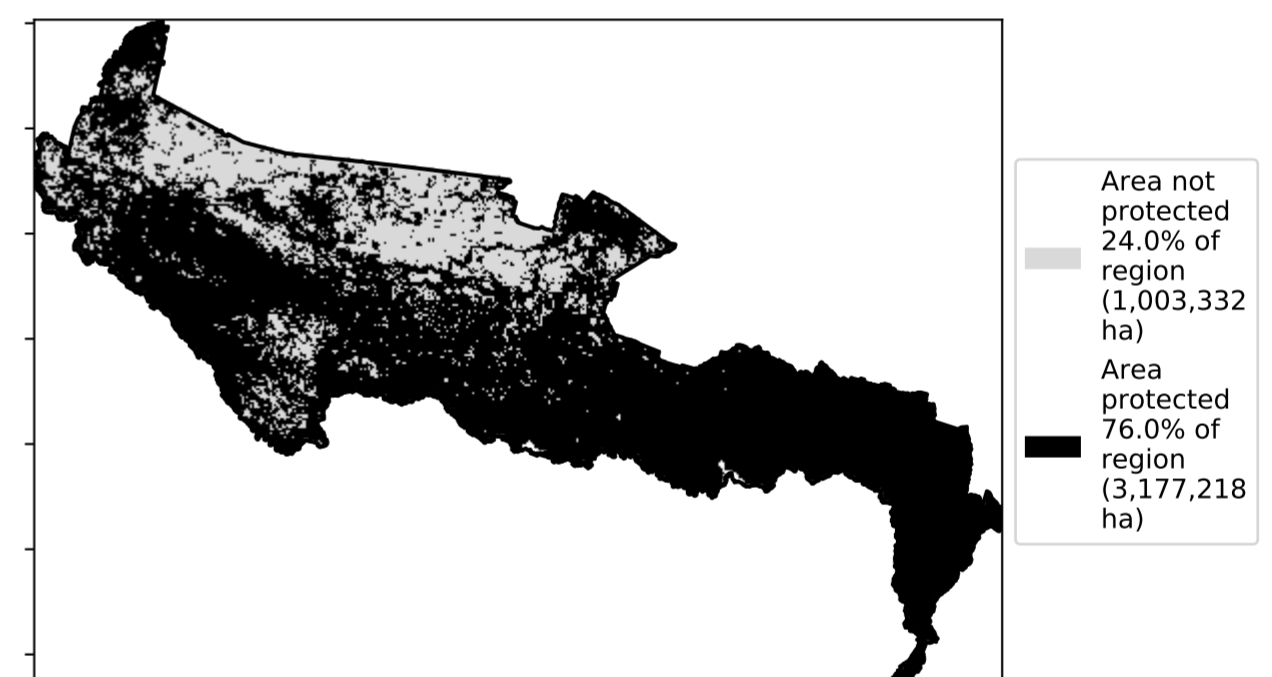 Area not
protected
24.0% of
region
(1,003,332
ha)
Area
protected
76.0% of
region
(3,177,218
ha)